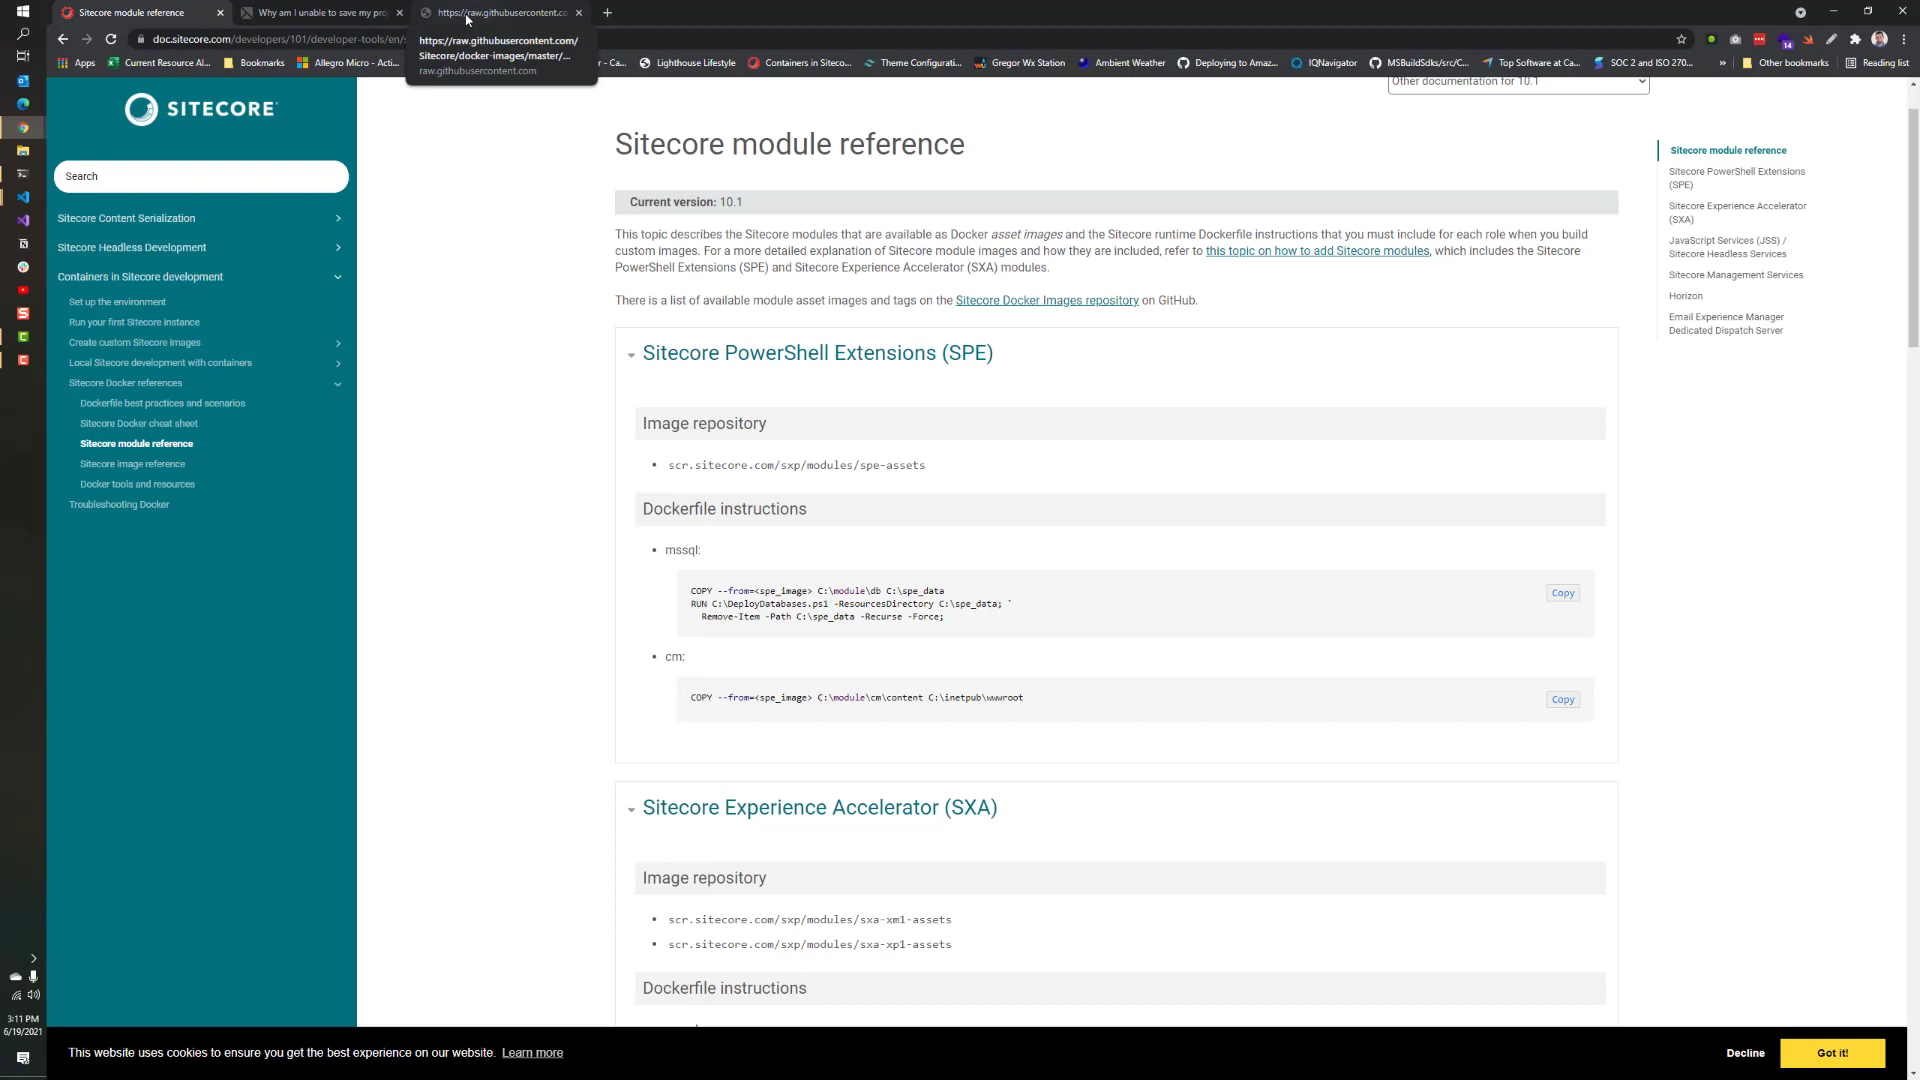 Sitecore module reference
Why am I unable to save my pro
https://raw.githubusercontent.co
doc.sitecore.com/developers/101/developer-tools/en/s
https://raw.githubusercontent.com/
Sitecore/docker-images/master/...
raw.githubusercontent.com
Apps
Current Resource Al...
Bookmarks
Allegro Micro - Acti...
- Ca...
Lighthouse Lifestyle
Containers in Siteco...
Theme Configurati...
Gregor Wx Station
Ambient Weather
Deploying to Amaz...
IQNavigator
MSBuildSdks/src/C...
Top Software at Ca...
SOC 2 and ISO 270...
»
Other bookmarks
Reading list
14
SITECORE
Search
Sitecore Content Serialization
Sitecore Headless Development
Containers in Sitecore development
Set up the environment
Run your first Sitecore instance
Create custom Sitecore images
Local Sitecore development with containers
Sitecore Docker references
Dockerfile best practices and scenarios
Sitecore Docker cheat sheet
Sitecore module reference
Sitecore image reference
Docker tools and resources
Troubleshooting Docker
Other documentation for 10.1
Sitecore module reference
Current version: 10.1
This topic describes the Sitecore modules that are available as Docker asset images and the Sitecore runtime Dockerfile instructions that you must include for each role when you build
custom images. For a more detailed explanation of Sitecore module images and how they are included, refer to this topic on how to add Sitecore modules, which includes the Sitecore
PowerShell Extensions (SPE) and Sitecore Experience Accelerator (SXA) modules.
There is a list of available module asset images and tags on the Sitecore Docker Images repository on GitHub.
Sitecore PowerShell Extensions (SPE)
Image repository
• scr.sitecore.com/sxp/modules/spe-assets
Dockerfile instructions
• mssql:
COPY --from=<spe_image> C:\module\db C:\spe_data
RUN C:\DeployDatabases.ps1 -ResourcesDirectory C:\spe_data; `
Remove-Item -Path C:\spe_data -Recurse -Force;
Copy
• cm:
COPY --from=<spe_image> C:\module\cm\content C:\inetpub\wwwroot
Copy
Sitecore Experience Accelerator (SXA)
Image repository
• scr.sitecore.com/sxp/modules/sxa-xm1-assets
• scr.sitecore.com/sxp/modules/sxa-xp1-assets
Dockerfile instructions
Sitecore module reference
Sitecore PowerShell Extensions
(SPE)
Sitecore Experience Accelerator
(SXA)
JavaScript Services (JSS) /
Sitecore Headless Services
Sitecore Management Services
Horizon
Email Experience Manager
Dedicated Dispatch Server
3:11 PM
6/19/2021
This website uses cookies to ensure you get the best experience on our website. Learn more
Decline
Got it!